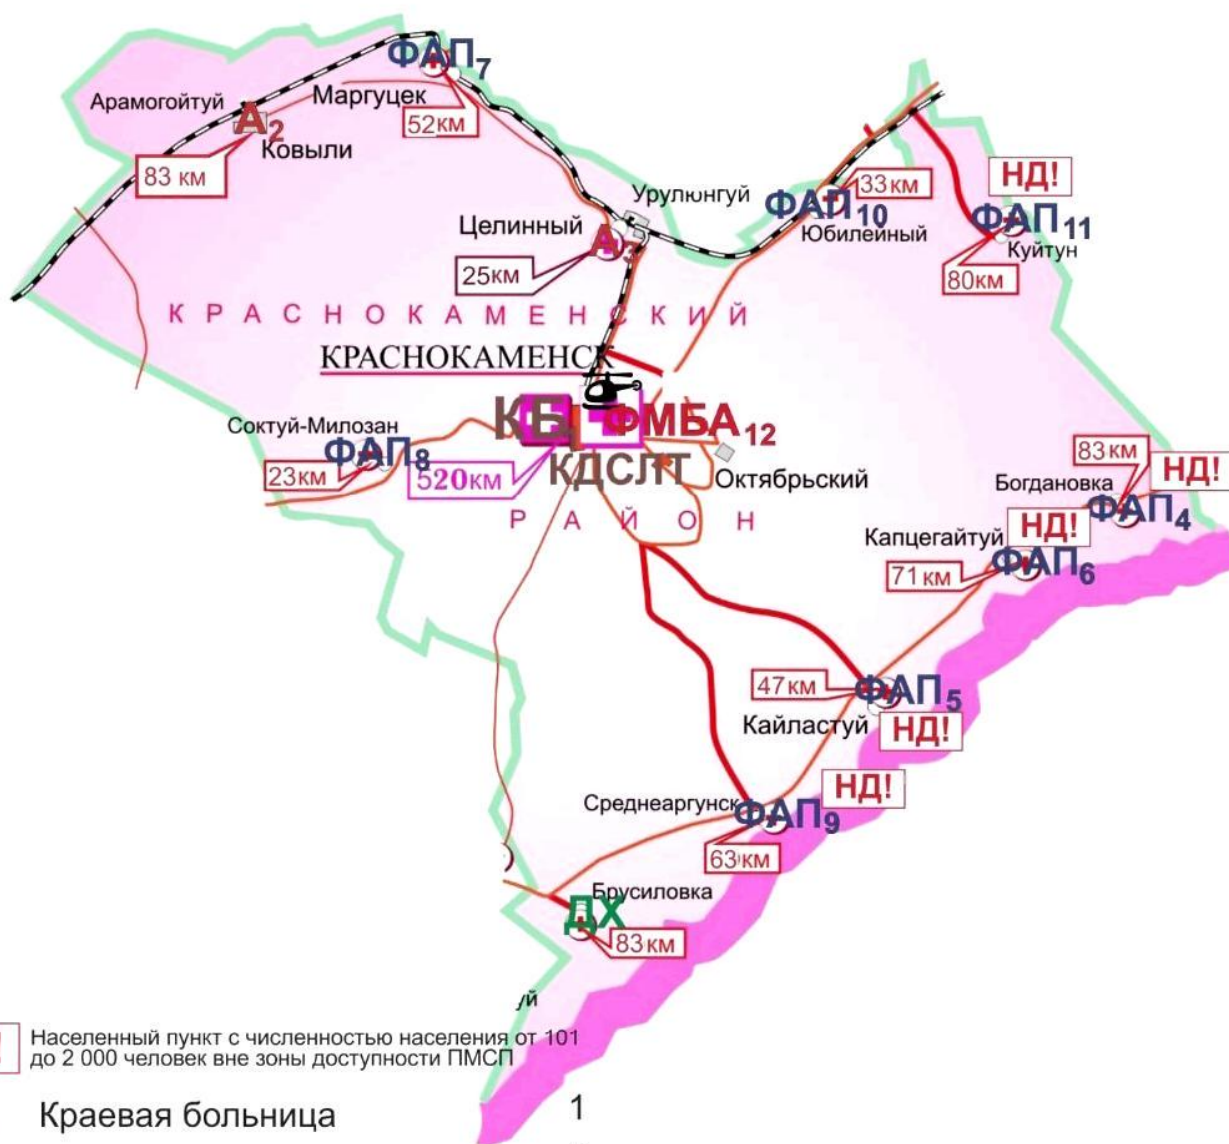 ФАП7
Арамогойтуй
Маргуцек
А2
52км
Ковыли
83 км
НД!
33км
Урулюнгуй
ФАП10
ФАП11
Целинный
Юбилейный
А3
Куйтун
25км
80км
КРАСНОКАМЕНСКИЙ
КРАСНОКАМЕНСК
КБ
ФМБА12
Соктуй-Милозан
ФАП8
83км
НД!
23км
520км
КДСЛТ
Октябрьский
Богдановка
ФАП4
РАЙОН
НД!
Капцегайтуй
ФАП6
71км
47км
ФАП5
Кайластуй
НД!
НД!
Среднеаргунск
ФАП9
63км
Брусиловка
ДХ
83км
уй
Населенный пункт с численностью населения от 101
до 2 000 человек вне зоны доступности ПМСП
Краевая больница 1